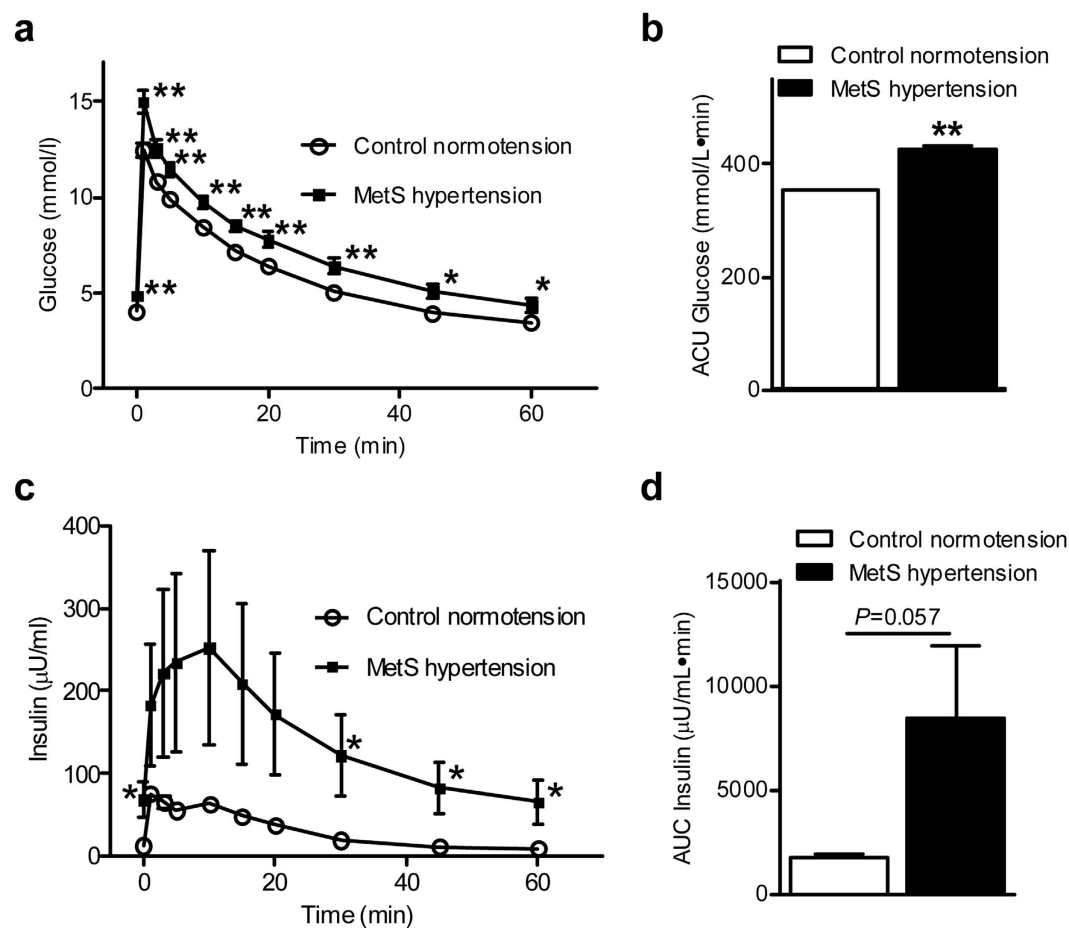 a
Glucose (mmol/l)
15
10
5
0
**
**
**
**
**
**
**
**
*
*
Control normotension
MetS hypertension
0 20 40 60
Time (min)
b
Control normotension
MetS hypertension
ACU Glucose (mmol/L•min)
400
200
0
**
c
Insulin (μU/ml)
400
300
200
100
0
*
*
*
*
Control normotension
MetS hypertension
0 20 40 60
Time (min)
d
Control normotension
MetS hypertension
AUC Insulin (μU/mL•min)
15000
10000
5000
0
P=0.057